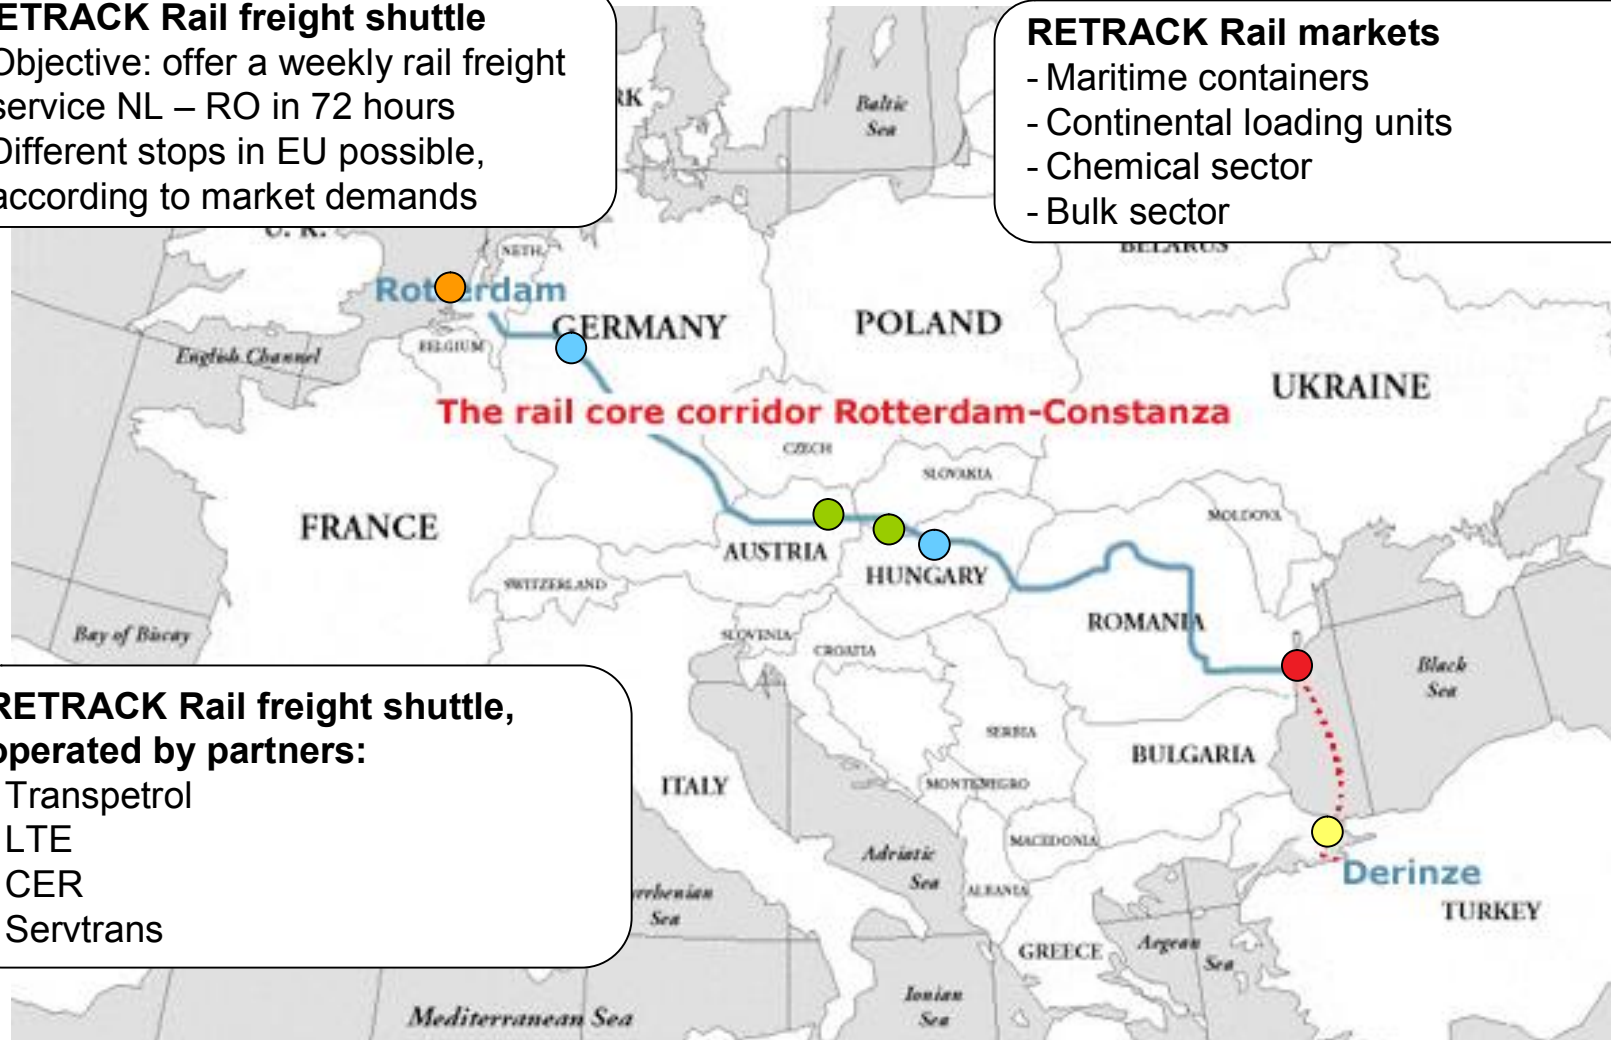 ETRACK Rail freight shuttle
Objective: offer a weekly rail freight
service NL – RO in 72 hours
Different stops in EU possible,
according to market demands
RETRACK Rail markets
- Maritime containers
- Continental loading units
- Chemical sector
- Bulk sector
RK
Baltic
Sea
U. K.
NETH.
BELARUS
Rotterdam
GERMANY
POLAND
BELGIUM
English Channel
UKRAINE
The rail core corridor Rotterdam-Constanza
CZECH
SLOVAKIA
FRANCE
MOLDOVA
AUSTRIA
HUNGARY
SWITZERLAND
ROMANIA
Bay of Biscay
SLOVENIA
CROATIA
Black
Sea
RETRACK Rail freight shuttle,
operated by partners:
Transpetrol
LTE
CER
Servtrans
SERBIA
BULGARIA
ITALY
MONTENEGRO
MACEDONIA
Adriatic
Sea
ALBANIA
Derinze
TURKEY
yrrhenian
Sea
GREECE
Aegean
Sea
Ionian
Sea
Mediterranean Sea